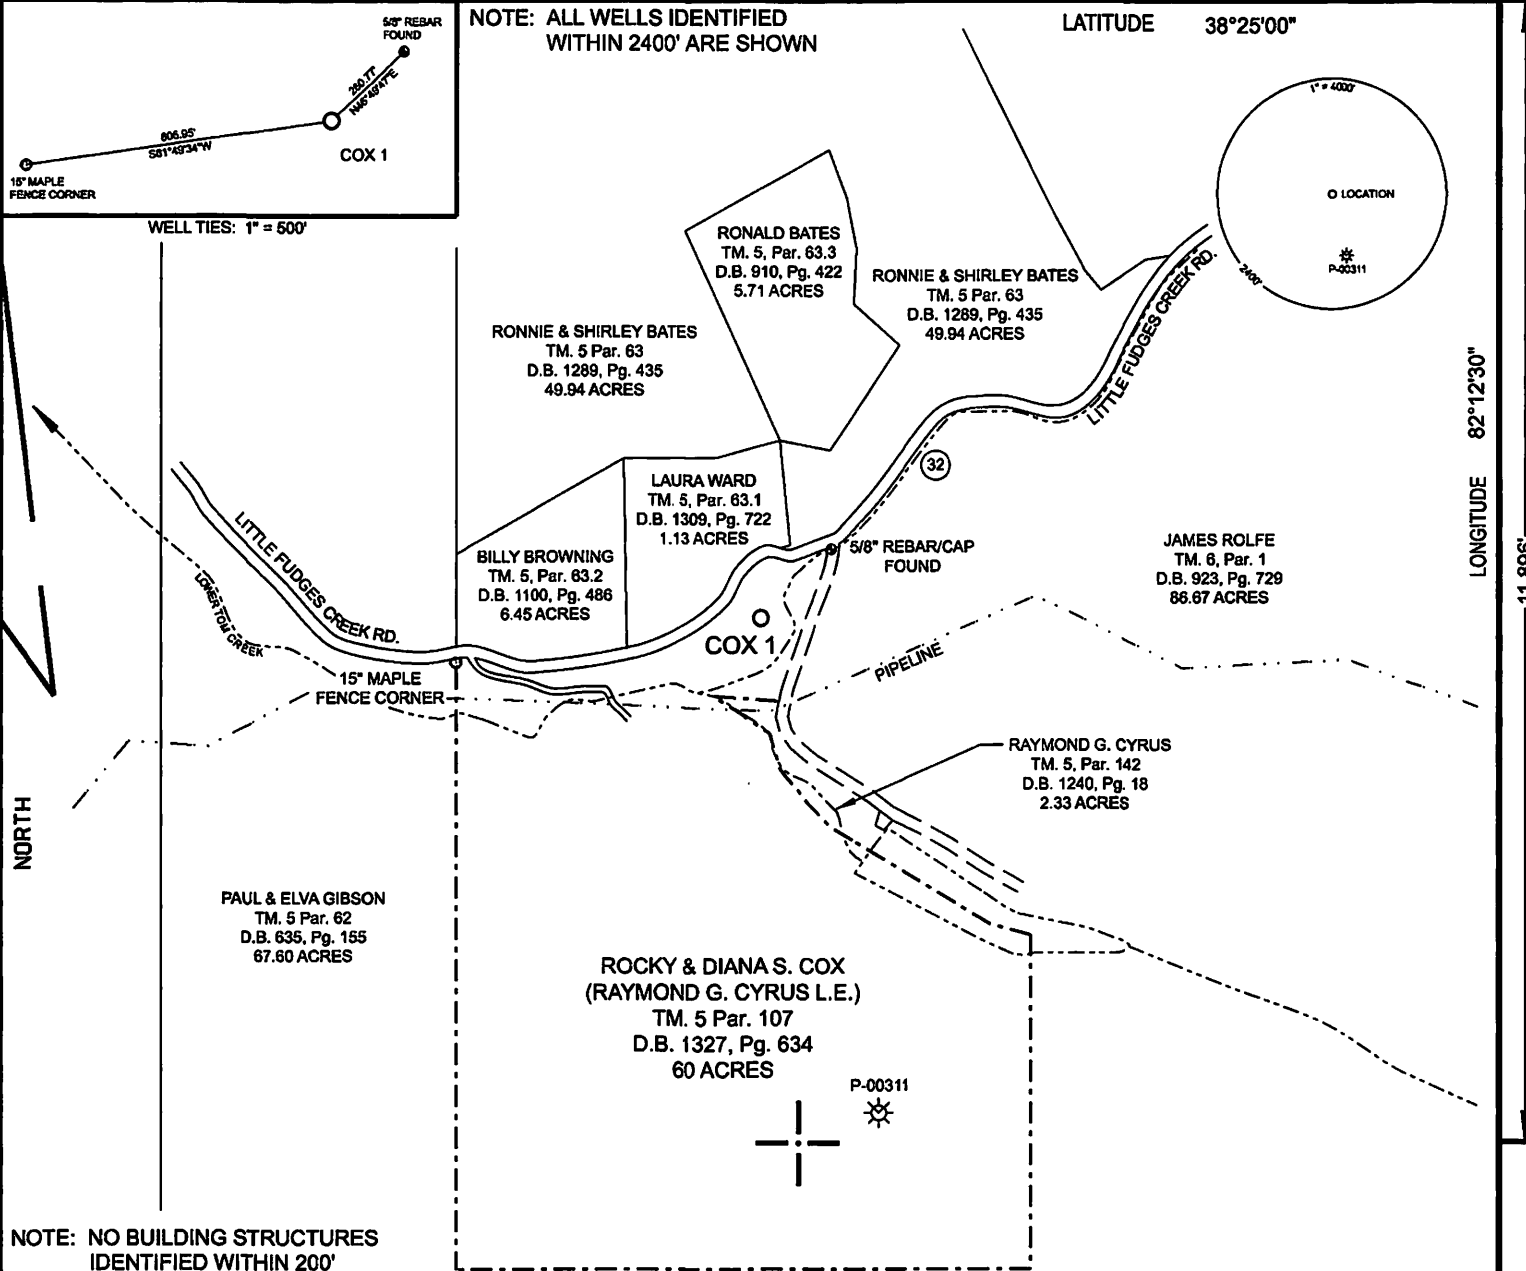 5/8" REBAR
FOUND
260.77'
N46°49'47"E
806.95'
S81°49'34"W
COX 1
15" MAPLE
FENCE CORNER
WELL TIES: 1" = 500'
NOTE: ALL WELLS IDENTIFIED
WITHIN 2400' ARE SHOWN
LATITUDE 38°25'00"
1" = 4000'
LOCATION
P-00311
2400'
LONGITUDE 82°12'30"
11,896'
RONALD BATES
TM. 5, Par. 63.3
D.B. 910, Pg. 422
5.71 ACRES
RONNIE & SHIRLEY BATES
TM. 5 Par. 63
D.B. 1289, Pg. 435
49.94 ACRES
RONNIE & SHIRLEY BATES
TM. 5 Par. 63
D.B. 1289, Pg. 435
49.94 ACRES
LITTLE FUDGES CREEK RD.
32
LAURA WARD
TM. 5, Par. 63.1
D.B. 1309, Pg. 722
1.13 ACRES
BILLY BROWNING
TM. 5, Par. 63.2
D.B. 1100, Pg. 486
6.45 ACRES
LITTLE FUDGES CREEK RD.
LOWER TOM CREEK
5/8" REBAR/CAP
FOUND
JAMES ROLFE
TM. 6, Par. 1
D.B. 923, Pg. 729
86.67 ACRES
COX 1
PIPELINE
15" MAPLE
FENCE CORNER
RAYMOND G. CYRUS
TM. 5, Par. 142
D.B. 1240, Pg. 18
2.33 ACRES
NORTH
PAUL & ELVA GIBSON
TM. 5 Par. 62
D.B. 635, Pg. 155
67.60 ACRES
ROCKY & DIANA S. COX
(RAYMOND G. CYRUS L.E.)
TM. 5 Par. 107
D.B. 1327, Pg. 634
60 ACRES
P-00311
NOTE: NO BUILDING STRUCTURES
IDENTIFIED WITHIN 200'